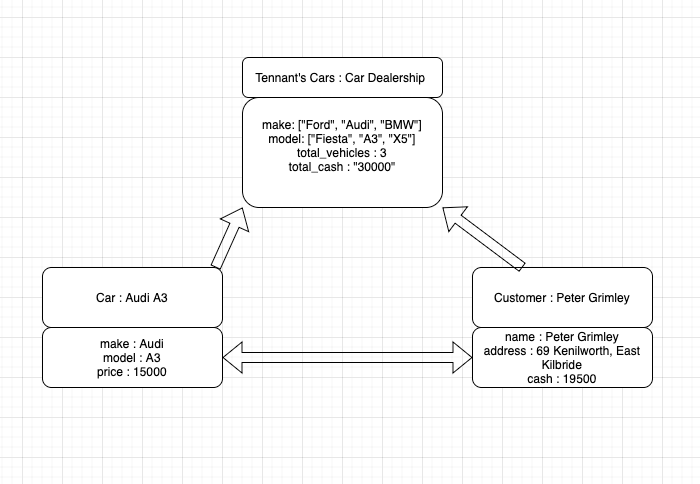 Tennant's Cars : Car Dealership
make: ["Ford", "Audi", "BMW"]
model: ["Fiesta", "A3", "X5"]
total_vehicles : 3
total_cash : "30000"
Car : Audi A3
make : Audi
model : A3
price : 15000
Customer : Peter Grimley
name : Peter Grimley
address : 69 Kenilworth, East
Kilbride
cash : 19500